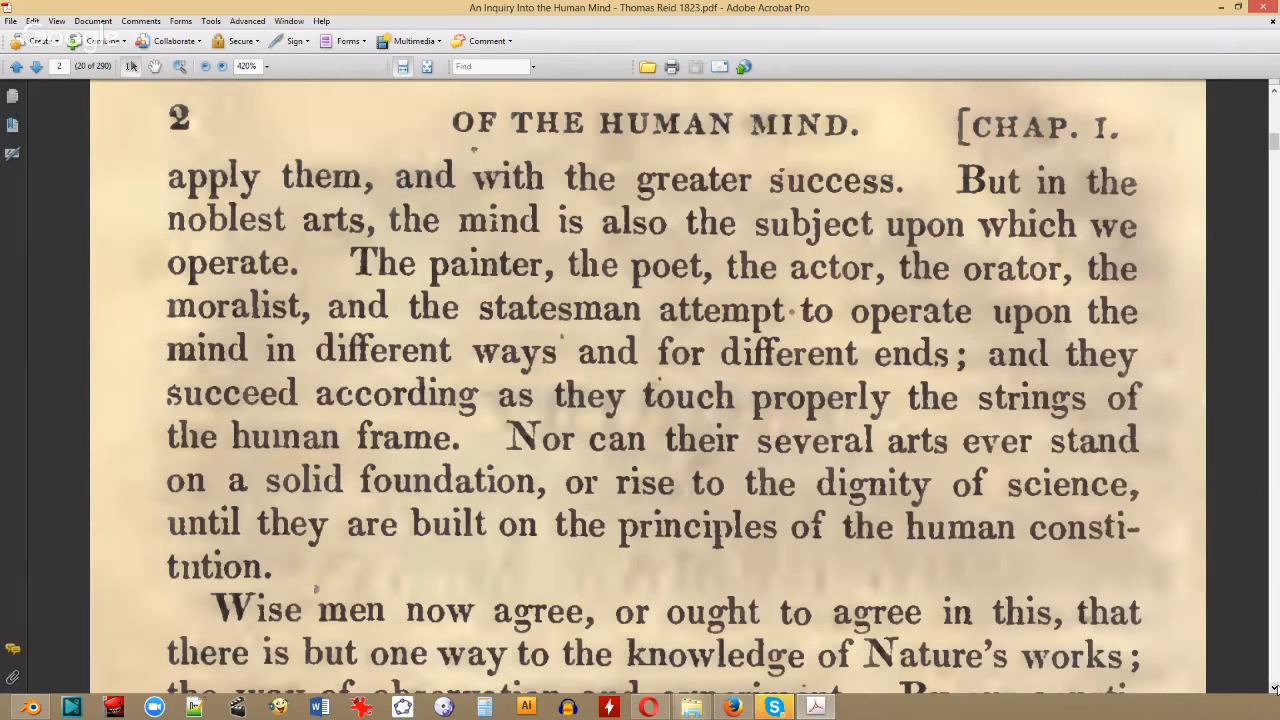 An Inquiry Into the Human Mind - Thomas Reid 1823.pdf - Adobe Acrobat Pro
File Edit View Document Comments Forms Tools Advanced Window Help
Google
Create Combine Collaborate Secure Sign Forms Multimedia Comment
2 (20 of 290) 420% Find
2 OF THE HUMAN MIND. [CHAP. I.
apply them, and with the greater success. But in the
noblest arts, the mind is also the subject upon which we
operate. The painter, the poet, the actor, the orator, the
moralist, and the statesman attempt to operate upon the
mind in different ways and for different ends; and they
succeed according as they touch properly the strings of
the human frame. Nor can their several arts ever stand
on a solid foundation, or rise to the dignity of science,
until they are built on the principles of the human consti-
tution.
Wise men now agree, or ought to agree in this, that
there is but one way to the knowledge of Nature's works;
the way of observation and experiment.